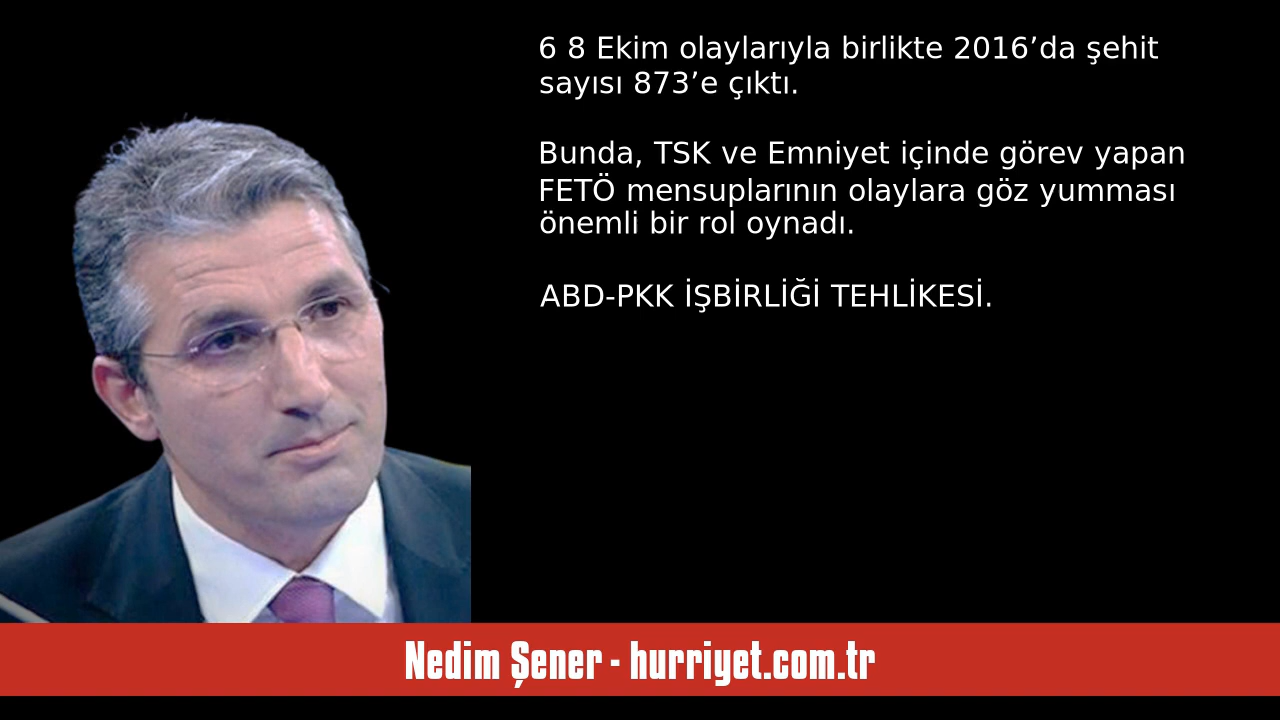 6 8 Ekim olaylarıyla birlikte 2016’da şehit
sayısı 873’e çıktı.
Bunda, TSK ve Emniyet içinde görev yapan
FETÖ mensuplarının olaylara göz yumması
önemli bir rol oynadı.
ABD-PKK İŞBİRLİĞİ TEHLİKESİ.
Nedim Şener - hurriyet.com.tr